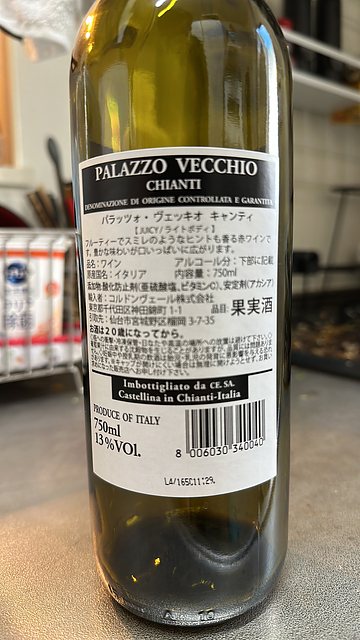 PALAZZO VECCHIO
CHIANTI
DENOMINAZIONE DI ORIGINE CONTROLLATA E GARANTITA
パラッツォ・ヴェッキオ キャンティ
【JUICY/ライトボディ】
フルーティーでスミレのようなヒントも香る赤ワインで
す。豊かな味わいが口いっぱいに広がります。
品名:ワイン アルコール分:下部に記載
原産国名:イタリア 内容量:750ml
添加物:酸化防止剤(亜硫酸塩、ビタミンC)、安定剤(アカシア)
輸入者:コルドンヴェール株式会社
東京都千代田区神田錦町1-1 品目:果実酒
引取先:仙台市宮城野区榴岡3-7-35
お酒は20歳になってから。
Imbottigliato da CE. SA.
Castellina in Chianti-Italia
PRODUCE OF ITALY
750ml
13%VOl.
8 006030 340040
L4/165C11:29